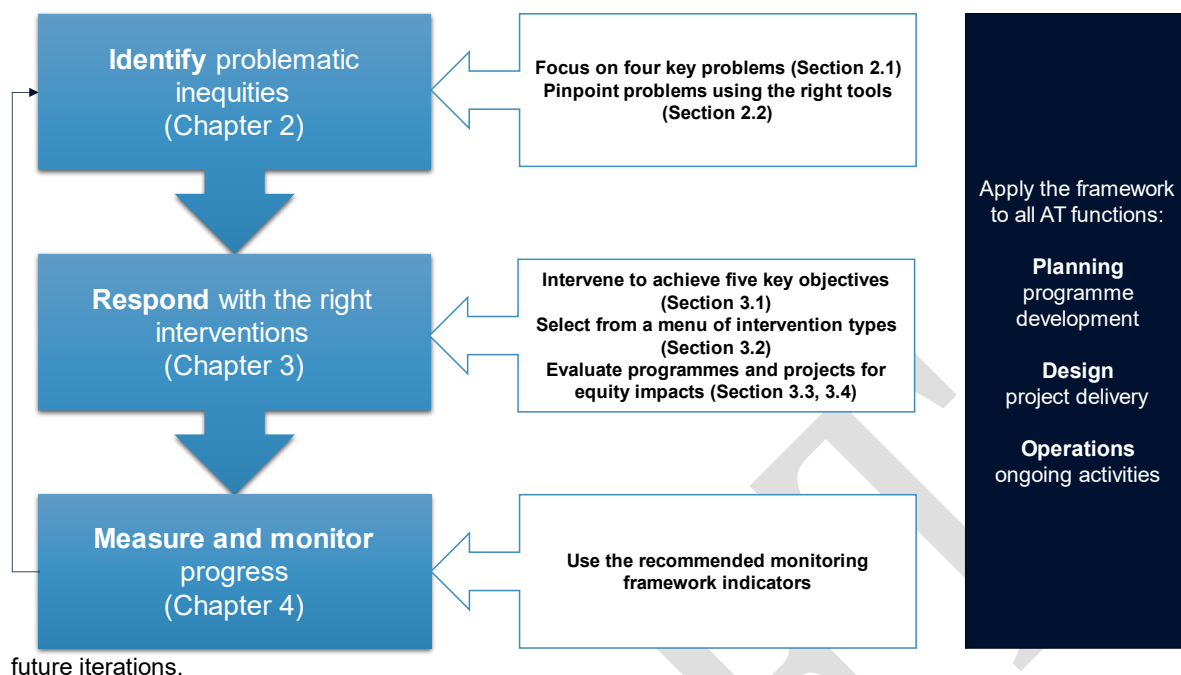 Identify problematic
inequities
(Chapter 2)
Focus on four key problems (Section 2.1)
Pinpoint problems using the right tools
(Section 2.2)
Respond with the right
interventions
(Chapter 3)
Intervene to achieve five key objectives
(Section 3.1)
Select from a menu of intervention types
(Section 3.2)
Evaluate programmes and projects for
equity impacts (Section 3.3, 3.4)
Measure and monitor
progress
(Chapter 4)
Use the recommended monitoring
framework indicators
Apply the framework
to all AT functions:
Planning
programme
development
Design
project delivery
Operations
ongoing activities
future iterations.